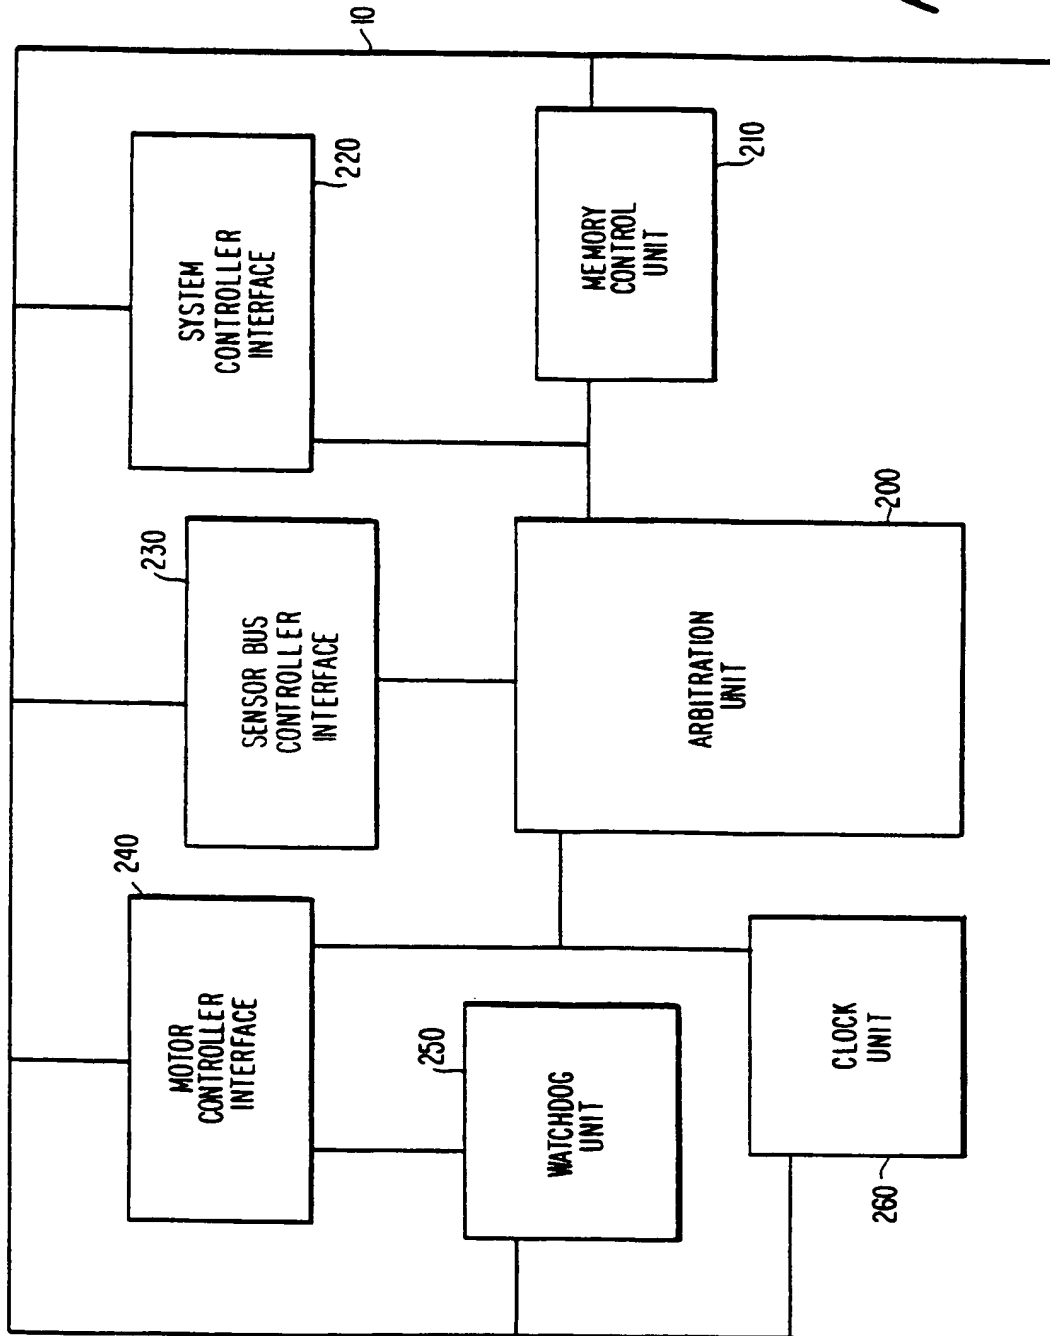 10
SYSTEM
CONTROLLER
INTERFACE
220
MEMORY
CONTROL
UNIT
210
SENSOR BUS
CONTROLLER
INTERFACE
230
ARBITRATION
UNIT
200
MOTOR
CONTROLLER
INTERFACE
240
WATCHDOG
UNIT
250
CLOCK
UNIT
260